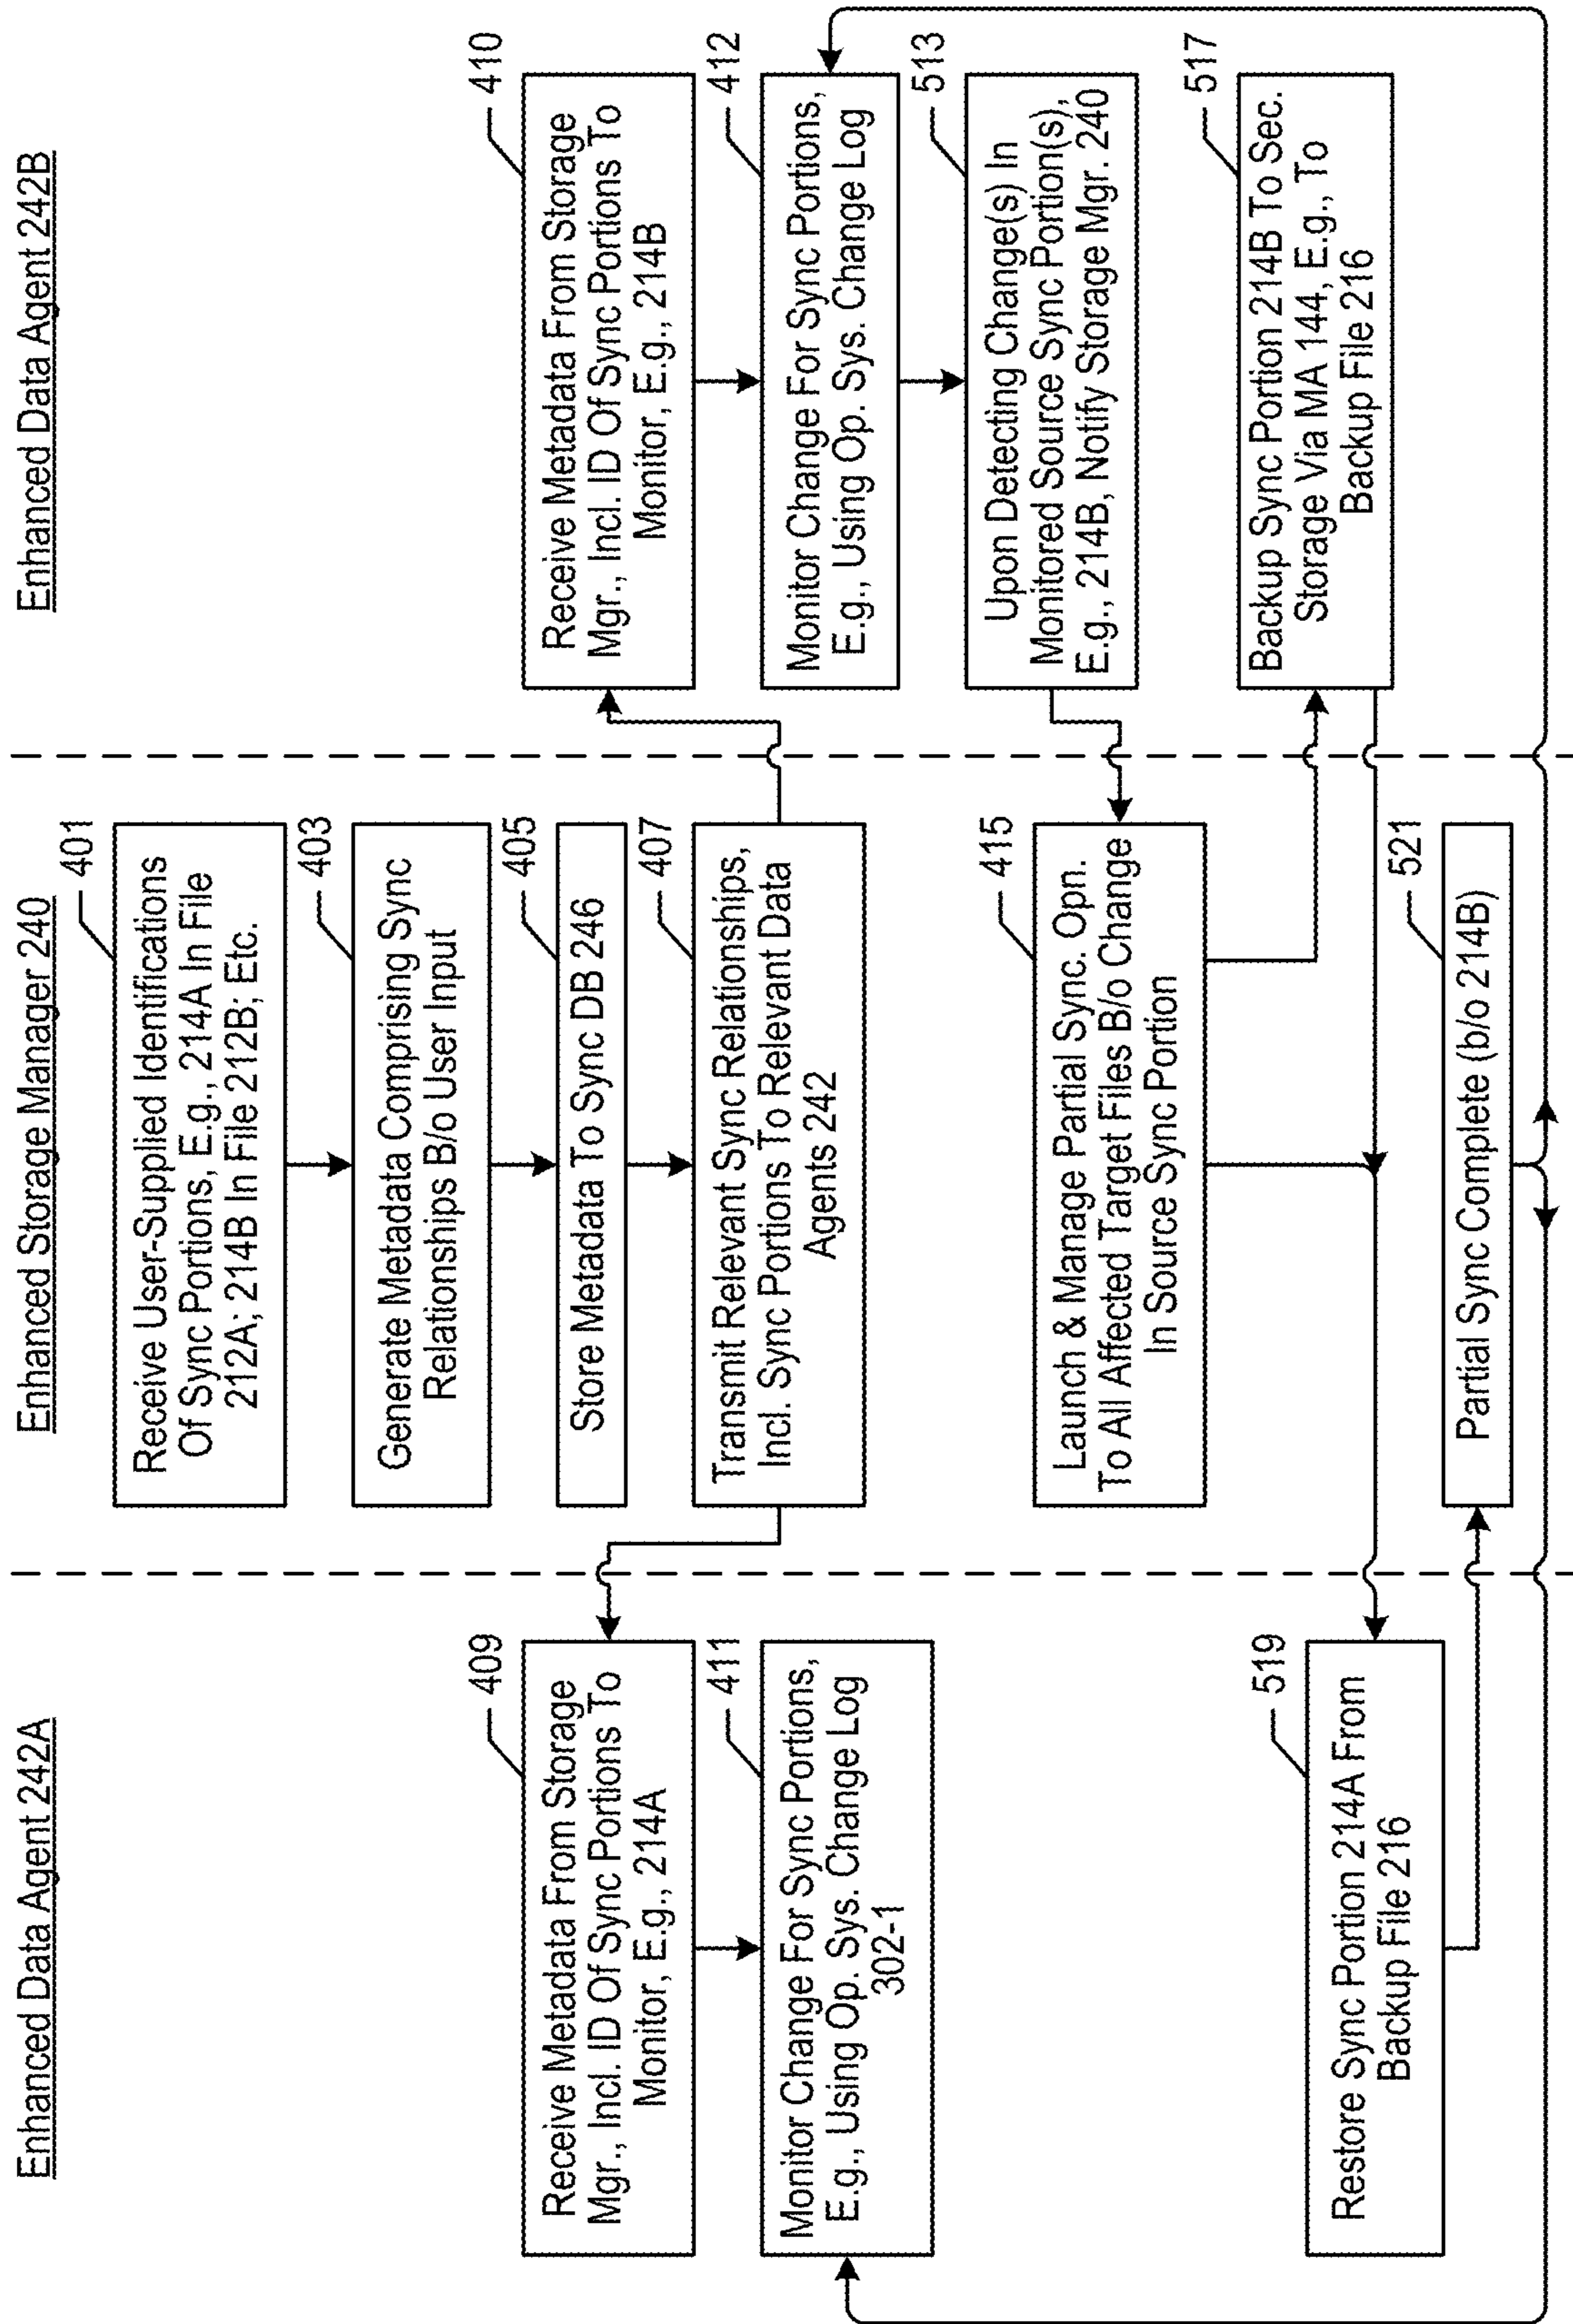 Enhanced Data Agent 242A
Enhanced Storage Manager 240
Enhanced Data Agent 242B
401
Receive User-Supplied Identifications
Of Sync Portions, E.g., 214A In File
212A; 214B In File 212B; Etc.
403
Generate Metadata Comprising Sync
Relationships B/o User Input
405
Store Metadata To Sync DB 246
407
Transmit Relevant Sync Relationships,
Incl. Sync Portions To Relevant Data
Agents 242
409
Receive Metadata From Storage
Mgr., Incl. ID Of Sync Portions To
Monitor, E.g., 214A
410
Receive Metadata From Storage
Mgr., Incl. ID Of Sync Portions To
Monitor, E.g., 214B
411
Monitor Change For Sync Portions,
E.g., Using Op. Sys. Change Log
302-1
412
Monitor Change For Sync Portions,
E.g., Using Op. Sys. Change Log
513
Upon Detecting Change(s) In
Monitored Source Sync Portion(s),
E.g., 214B, Notify Storage Mgr. 240
415
Launch & Manage Partial Sync. Opn.
To All Affected Target Files B/o Change
In Source Sync Portion
517
Backup Sync Portion 214B To Sec.
Storage Via MA 144, E.g., To
Backup File 216
519
Restore Sync Portion 214A From
Backup File 216
521
Partial Sync Complete (b/o 214B)